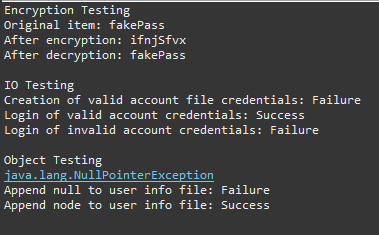 Encryption Testing
Original item: fakePass
After encryption: ifnjSfvx
After decryption: fakePass
IO Testing
Creation of valid account file credentials: Failure
Login of valid account credentials: Success
Login of invalid account credentials: Failure
Object Testing
java.lang.NullPointerException
Append null to user info file: Failure
Append node to user info file: Success